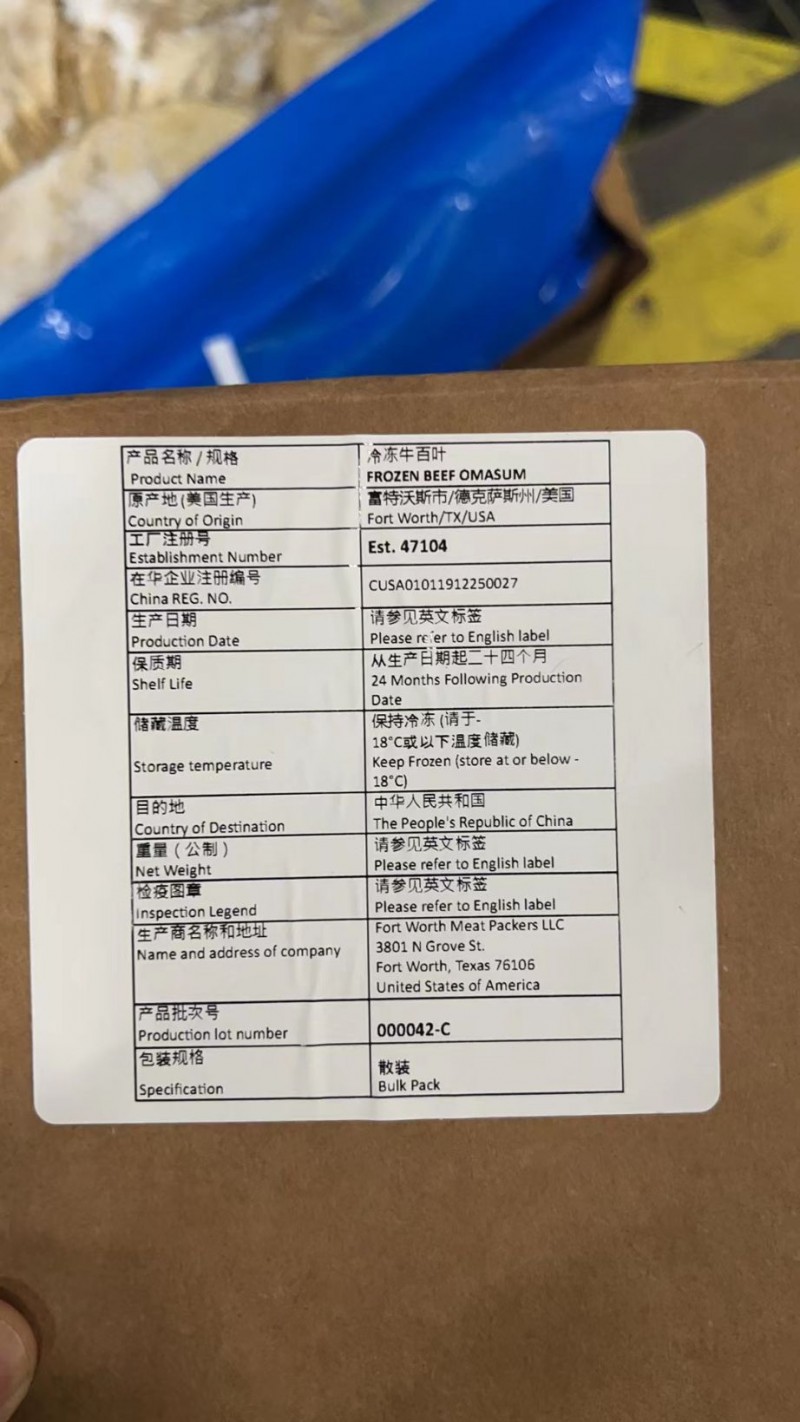 产品名称 / 规格
Product Name
冷冻牛百叶
FROZEN BEEF OMASUM
原产地 (美国生产)
Country of Origin
富特沃斯市/德克萨斯州/美国
Fort Worth/TX/USA
工厂注册号
Establishment Number
Est. 47104
在华企业注册编号
China REG. NO.
CUSA01011912250027
生产日期
Production Date
请参见英文标签
Please refer to English label
保质期
Shelf Life
从生产日期起二十四个月
24 Months Following Production
Date
储藏温度
Storage temperature
保持冷冻 (请于-
18°C或以下温度储藏)
Keep Frozen (store at or below -
18°C)
目的地
Country of Destination
中华人民共和国
The People's Republic of China
重量 ( 公制 )
Net Weight
请参见英文标签
Please refer to English label
检疫图章
Inspection Legend
请参见英文标签
Please refer to English label
生产商名称和地址
Name and address of company
Fort Worth Meat Packers LLC
3801 N Grove St.
Fort Worth, Texas 76106
United States of America
产品批次号
Production lot number
000042-C
包装规格
Specification
散装
Bulk Pack